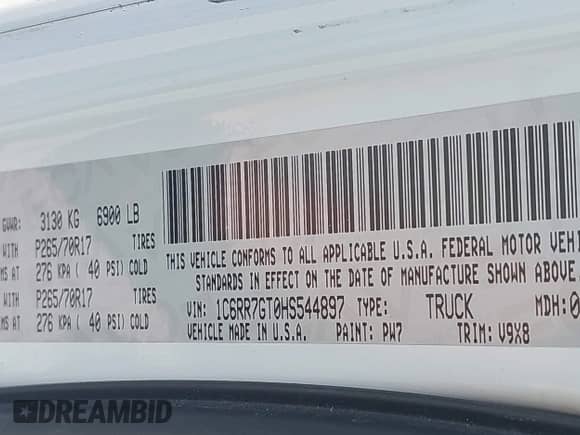 GVWR: 3130 KG 6900 LB
WITH P265/70R17 TIRES
MS AT 276 KPA ( 40 PSI) COLD
WITH P265/70R17 TIRES
MS AT 276 KPA ( 40 PSI) COLD
THIS VEHICLE CONFORMS TO ALL APPLICABLE U.S.A. FEDERAL MOTOR VEHI
STANDARDS IN EFFECT ON THE DATE OF MANUFACTURE SHOWN ABOVE
VIN: 1C6RR7GT0HS544897 TYPE: TRUCK MDH:0
VEHICLE MADE IN U.S.A. PAINT: PW7 TRIM: V9X8
DREAMBID